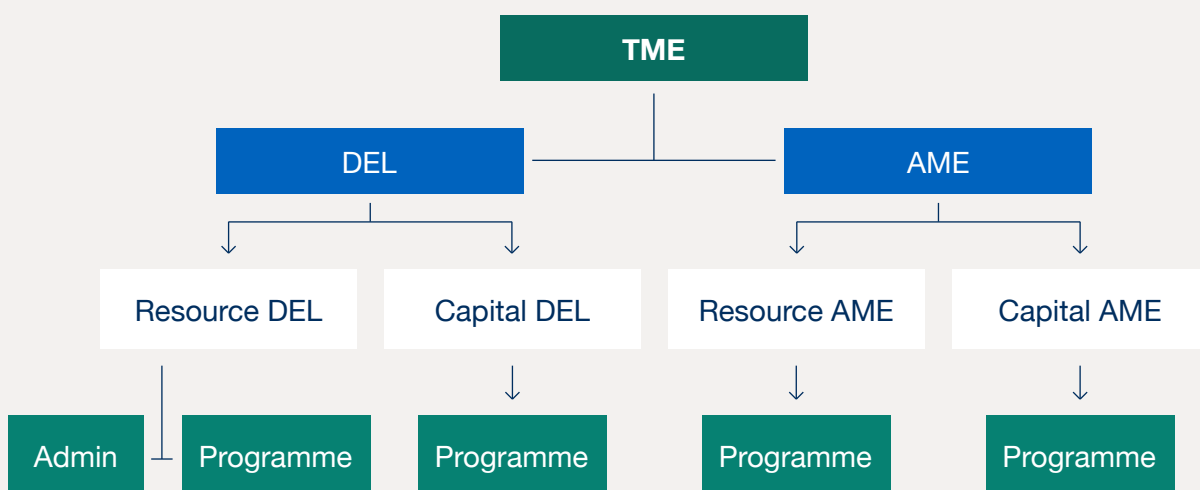 TME
DEL
AME
Resource DEL
Capital DEL
Resource AME
Capital AME
Admin
Programme
Programme
Programme
Programme